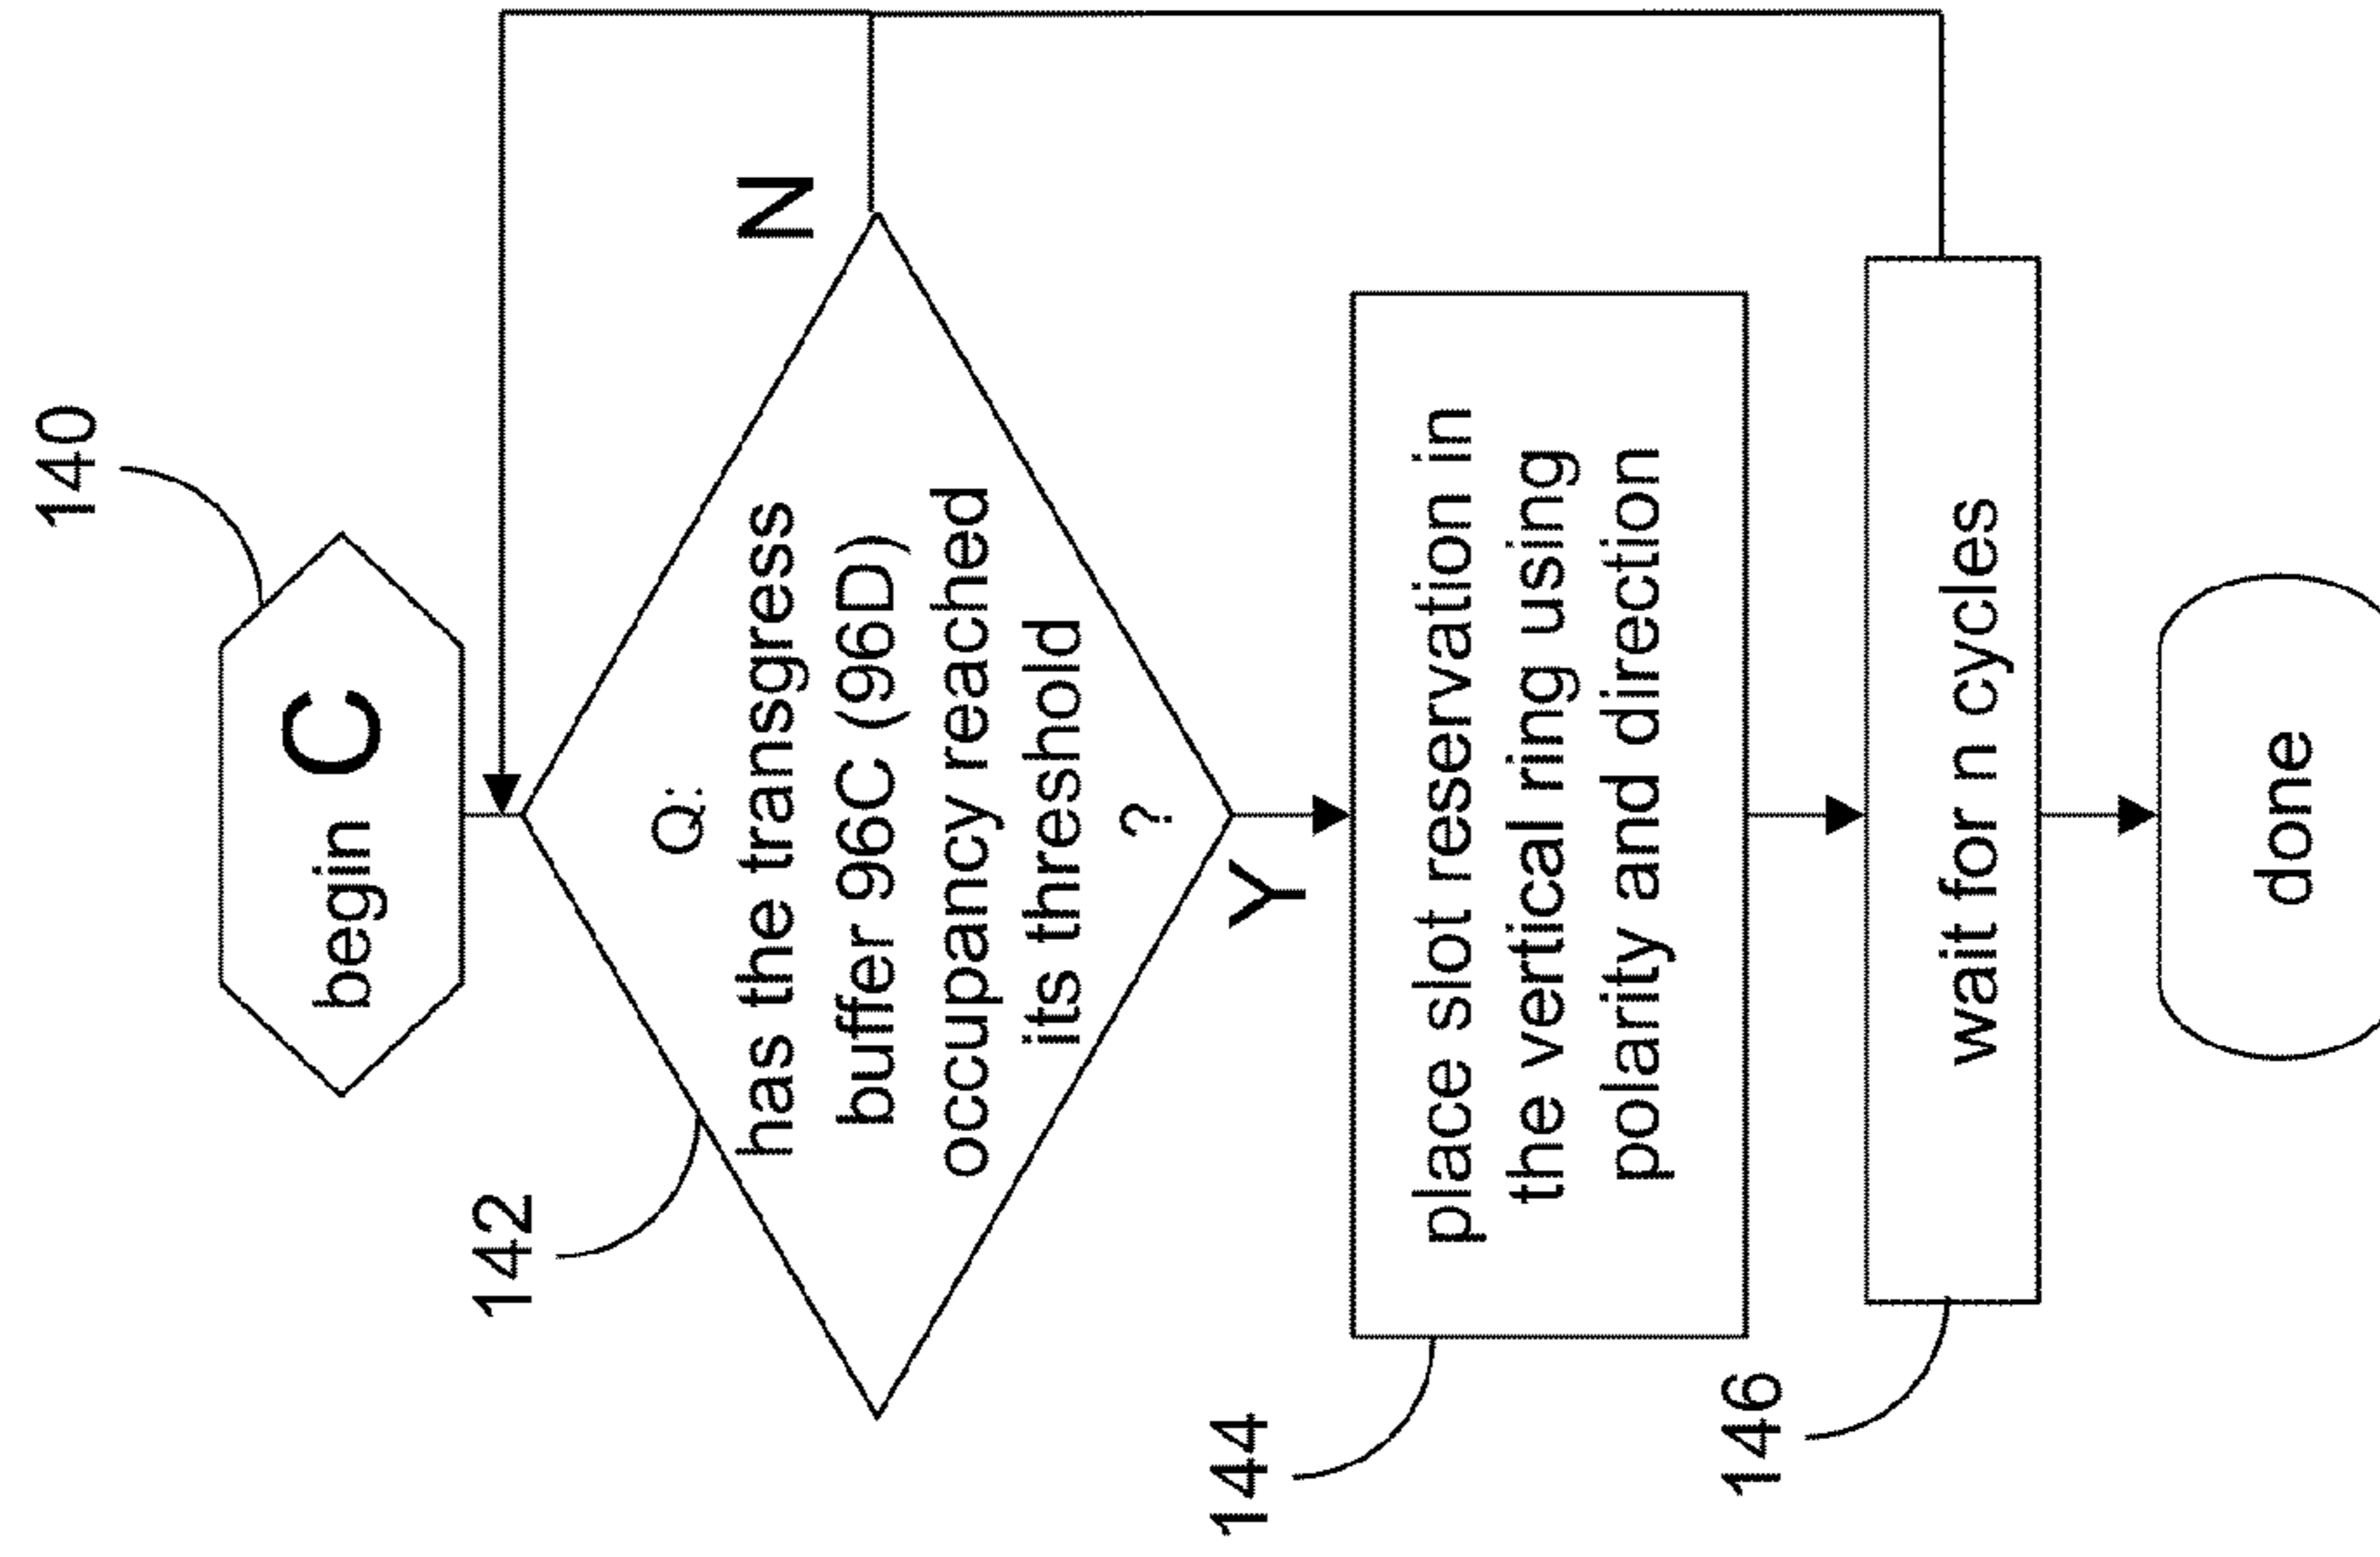 140
begin C
142
Q:
has the transgress
buffer 96C (96D)
occupancy reached
its threshold
?
N
Y
144
place slot reservation in
the vertical ring using
polarity and direction
146
wait for n cycles
done